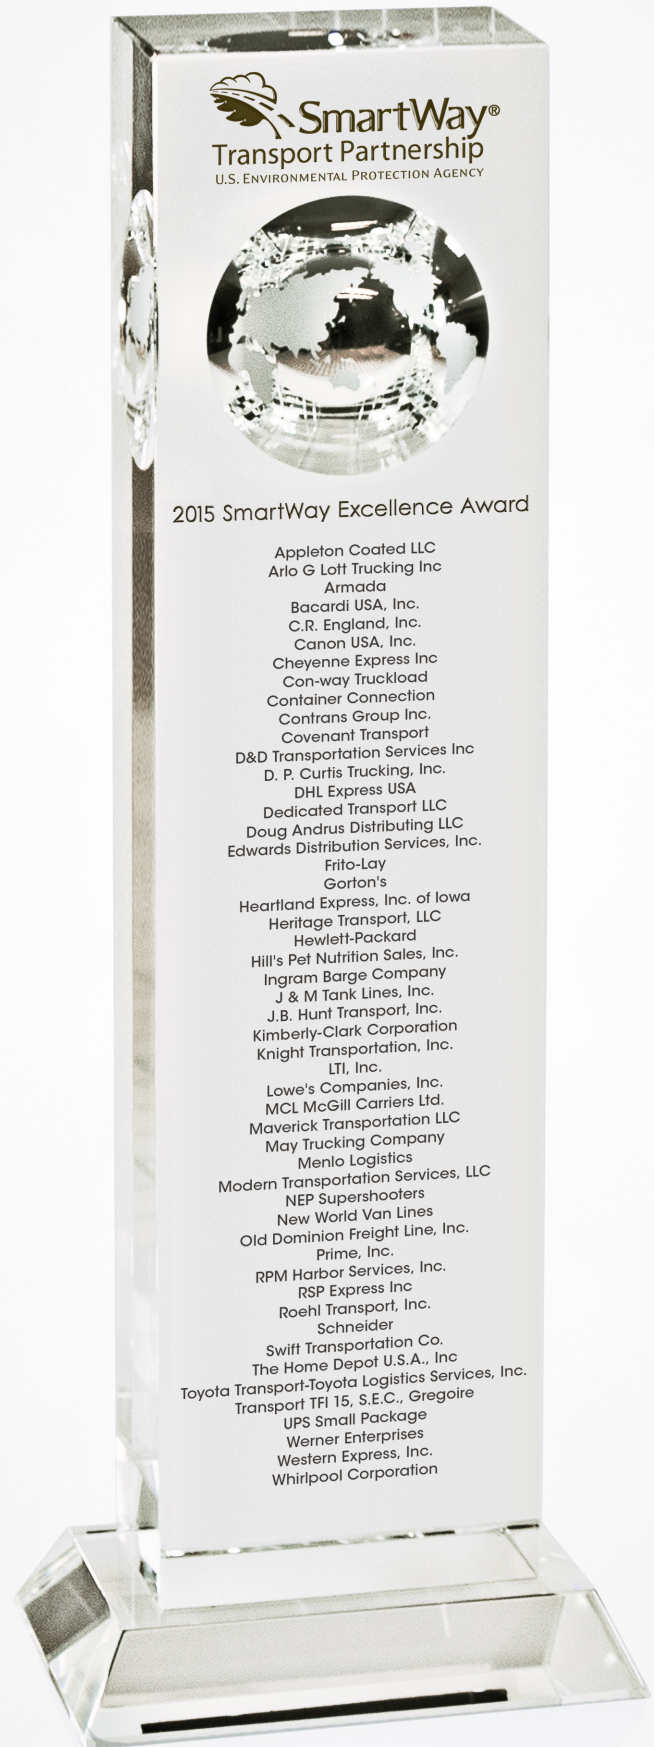 SmartWay®
Transport Partnership
U.S. ENVIRONMENTAL PROTECTION AGENCY
2015 SmartWay Excellence Award
Appleton Coated LLC
Arlo G Lott Trucking Inc
Armada
Bacardi USA, Inc.
C.R. England, Inc.
Canon USA, Inc.
Cheyenne Express Inc
Con-way Truckload
Container Connection
Contrans Group Inc.
Covenant Transport
D&D Transportation Services Inc
D. P. Curtis Trucking, Inc.
DHL Express USA
Dedicated Transport LLC
Doug Andrus Distributing LLC
Edwards Distribution Services, Inc.
Frito-Lay
Gorton's
Heartland Express, Inc. of Iowa
Heritage Transport, LLC
Hewlett-Packard
Hill's Pet Nutrition Sales, Inc.
Ingram Barge Company
J & M Tank Lines, Inc.
J.B. Hunt Transport, Inc.
Kimberly-Clark Corporation
Knight Transportation, Inc.
LTI, Inc.
Lowe's Companies, Inc.
MCL McGill Carriers Ltd.
Maverick Transportation LLC
May Trucking Company
Menlo Logistics
Modern Transportation Services, LLC
NEP Supershooters
New World Van Lines
Old Dominion Freight Line, Inc.
Prime, Inc.
RPM Harbor Services, Inc.
RSP Express Inc
Roehl Transport, Inc.
Schneider
Swift Transportation Co.
The Home Depot U.S.A., Inc
Toyota Transport-Toyota Logistics Services, Inc.
Transport TFI 15, S.E.C., Gregoire
UPS Small Package
Werner Enterprises
Western Express, Inc.
Whirlpool Corporation